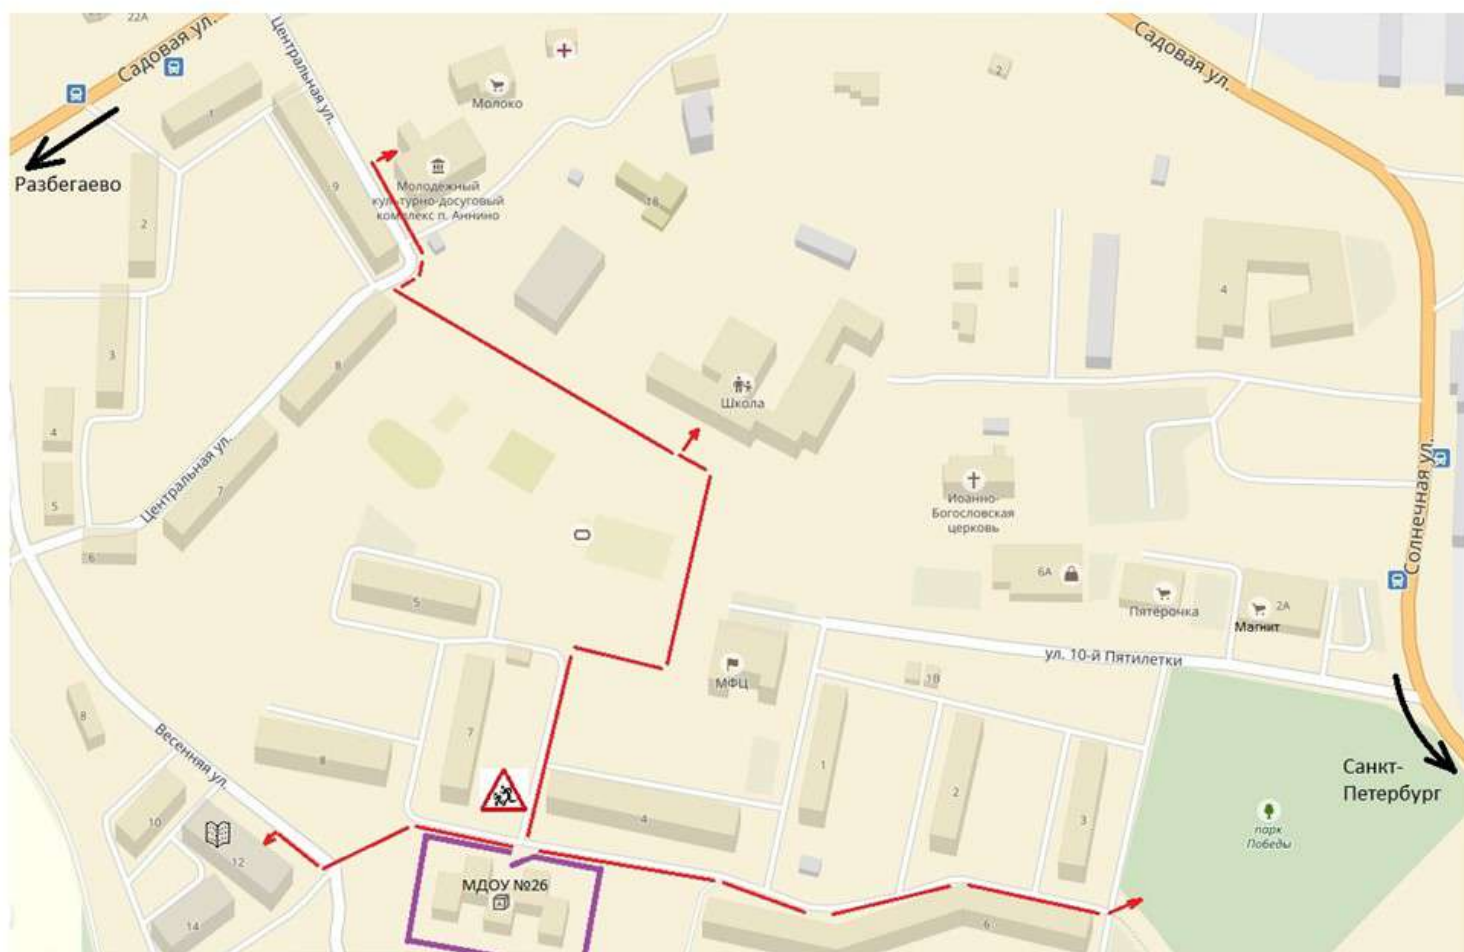 22А
Садовая ул.
Центральная ул.
Садовая ул.
2
Молоко
1
Разбегаево
9
Молодежный
культурно-досуговый
комплекс п. Аннино
18
2
4
3
8
Школа
4
Центральная ул.
7
5
6
Иоанно-
Богословская
церковь
Солнечная ул.
5
6А
Пятерочка
2А
Магнит
ул. 10-й Пятилетки
МФЦ
1В
8
7
Весенняя ул.
8
1
2
3
4
Санкт-
Петербург
парк
Победы
10
12
МДОУ №26
14
6